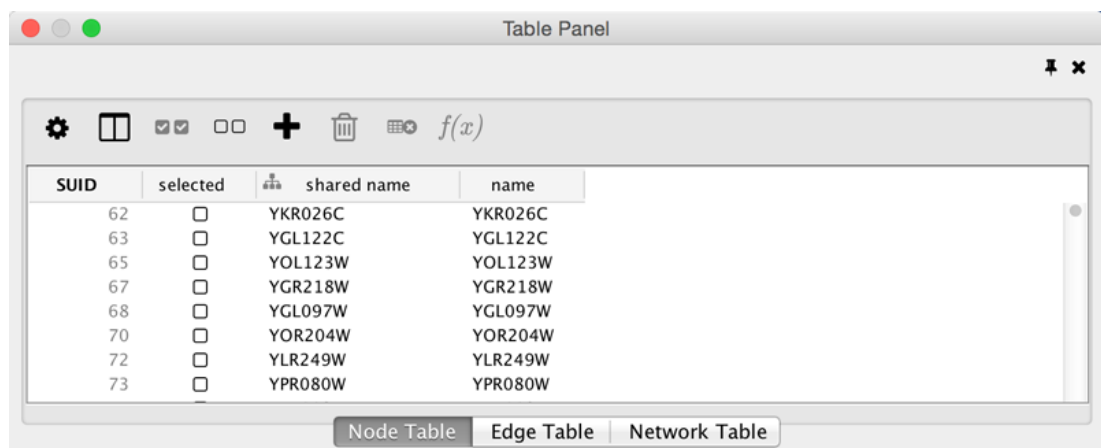 Table Panel
f(x)
SUID selected shared name name
62 YKR026C YKR026C
63 YGL122C YGL122C
65 YOL123W YOL123W
67 YGR218W YGR218W
68 YGL097W YGL097W
70 YOR204W YOR204W
72 YLR249W YLR249W
73 YPR080W YPR080W
Node Table Edge Table Network Table